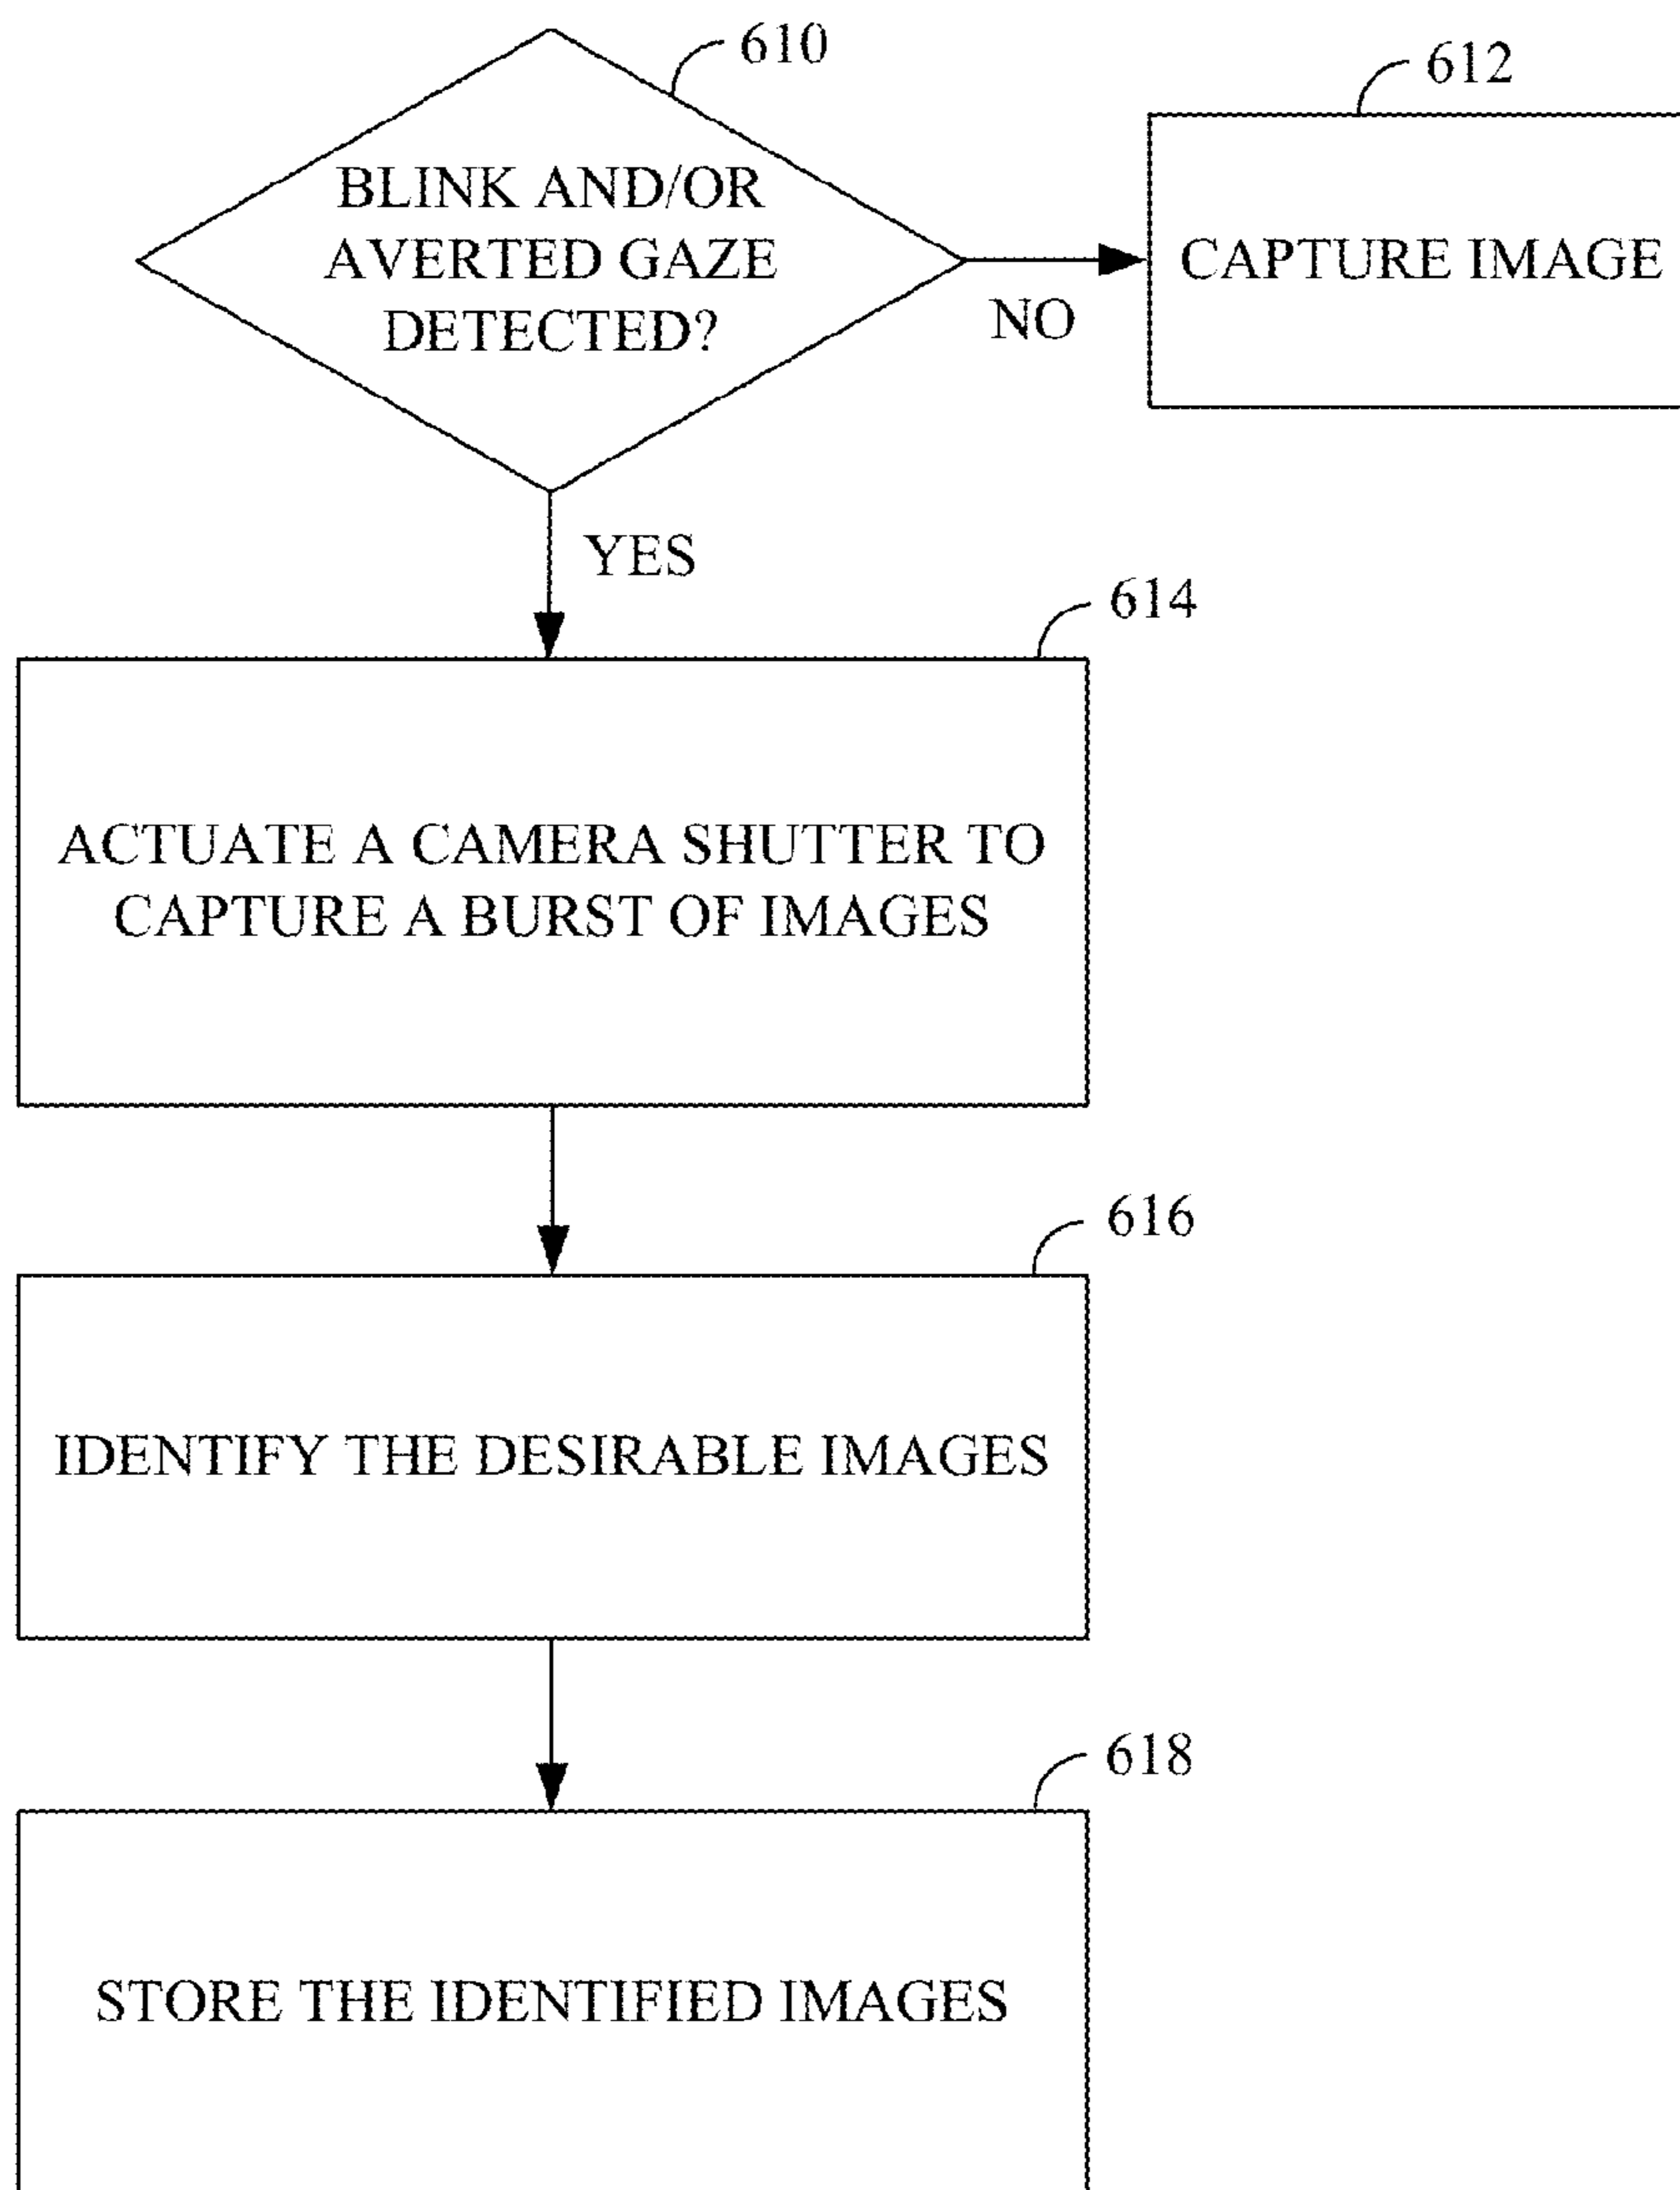 610
612
BLINK AND/OR
AVERTED GAZE
DETECTED?
CAPTURE IMAGE
NO
YES
614
ACTUATE A CAMERA SHUTTER TO
CAPTURE A BURST OF IMAGES
616
IDENTIFY THE DESIRABLE IMAGES
618
STORE THE IDENTIFIED IMAGES